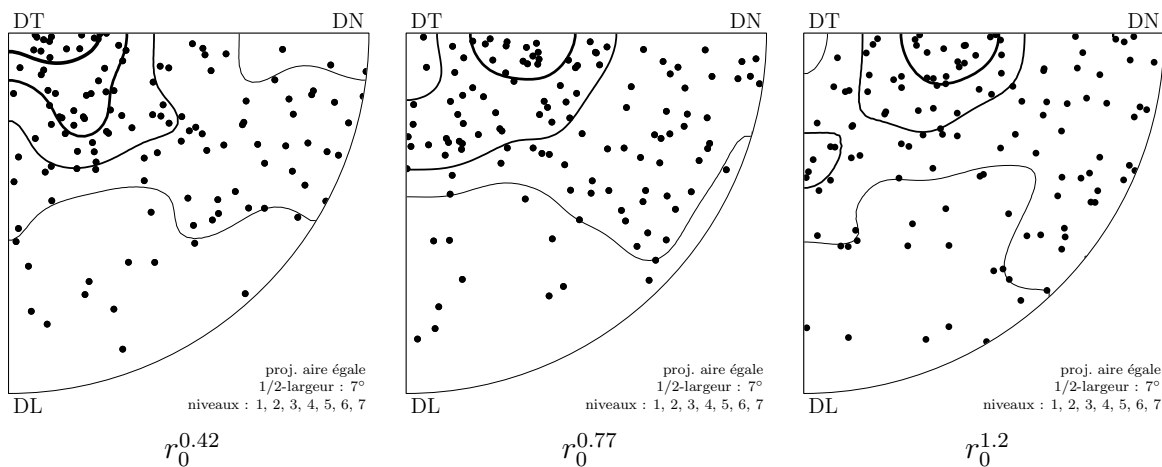 DT DN DT DN DT DN
proj. aire égale
1/2-largeur : 7°
niveaux : 1, 2, 3, 4, 5, 6, 7
DL
proj. aire égale
1/2-largeur : 7°
niveaux : 1, 2, 3, 4, 5, 6, 7
DL
proj. aire égale
1/2-largeur : 7°
niveaux : 1, 2, 3, 4, 5, 6, 7
DL
r_0^{0.42} r_0^{0.77} r_0^{1.2}